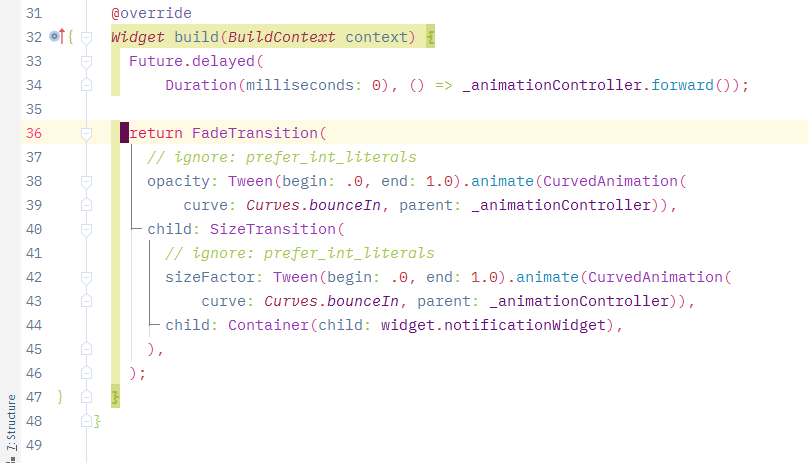 31 @override
32 { Widget build(BuildContext context) {
33 Future.delayed(
34 Duration(milliseconds: 0), () => _animationController.forward());
35
36 return FadeTransition(
37 // ignore: prefer_int_literals
38 opacity: Tween(begin: .0, end: 1.0).animate(CurvedAnimation(
39 curve: Curves.bounceIn, parent: _animationController)),
40 child: SizeTransition(
41 // ignore: prefer_int_literals
42 sizeFactor: Tween(begin: .0, end: 1.0).animate(CurvedAnimation(
43 curve: Curves.bounceIn, parent: _animationController)),
44 child: Container(child: widget.notificationWidget),
45 ),
46 );
47 } }
48 }
49
7: Structure